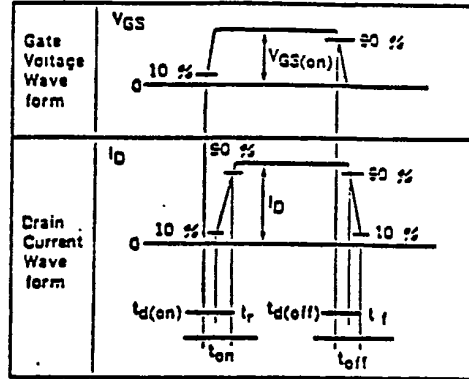 Gate
Voltage
Wave
form
VGS
10 %
90 %
VGS(on)
0
Drain
Current
Wave
form
ID
90 %
90 %
ID
10 %
10 %
0
td(on)
tr
td(off)
tf
ton
toff